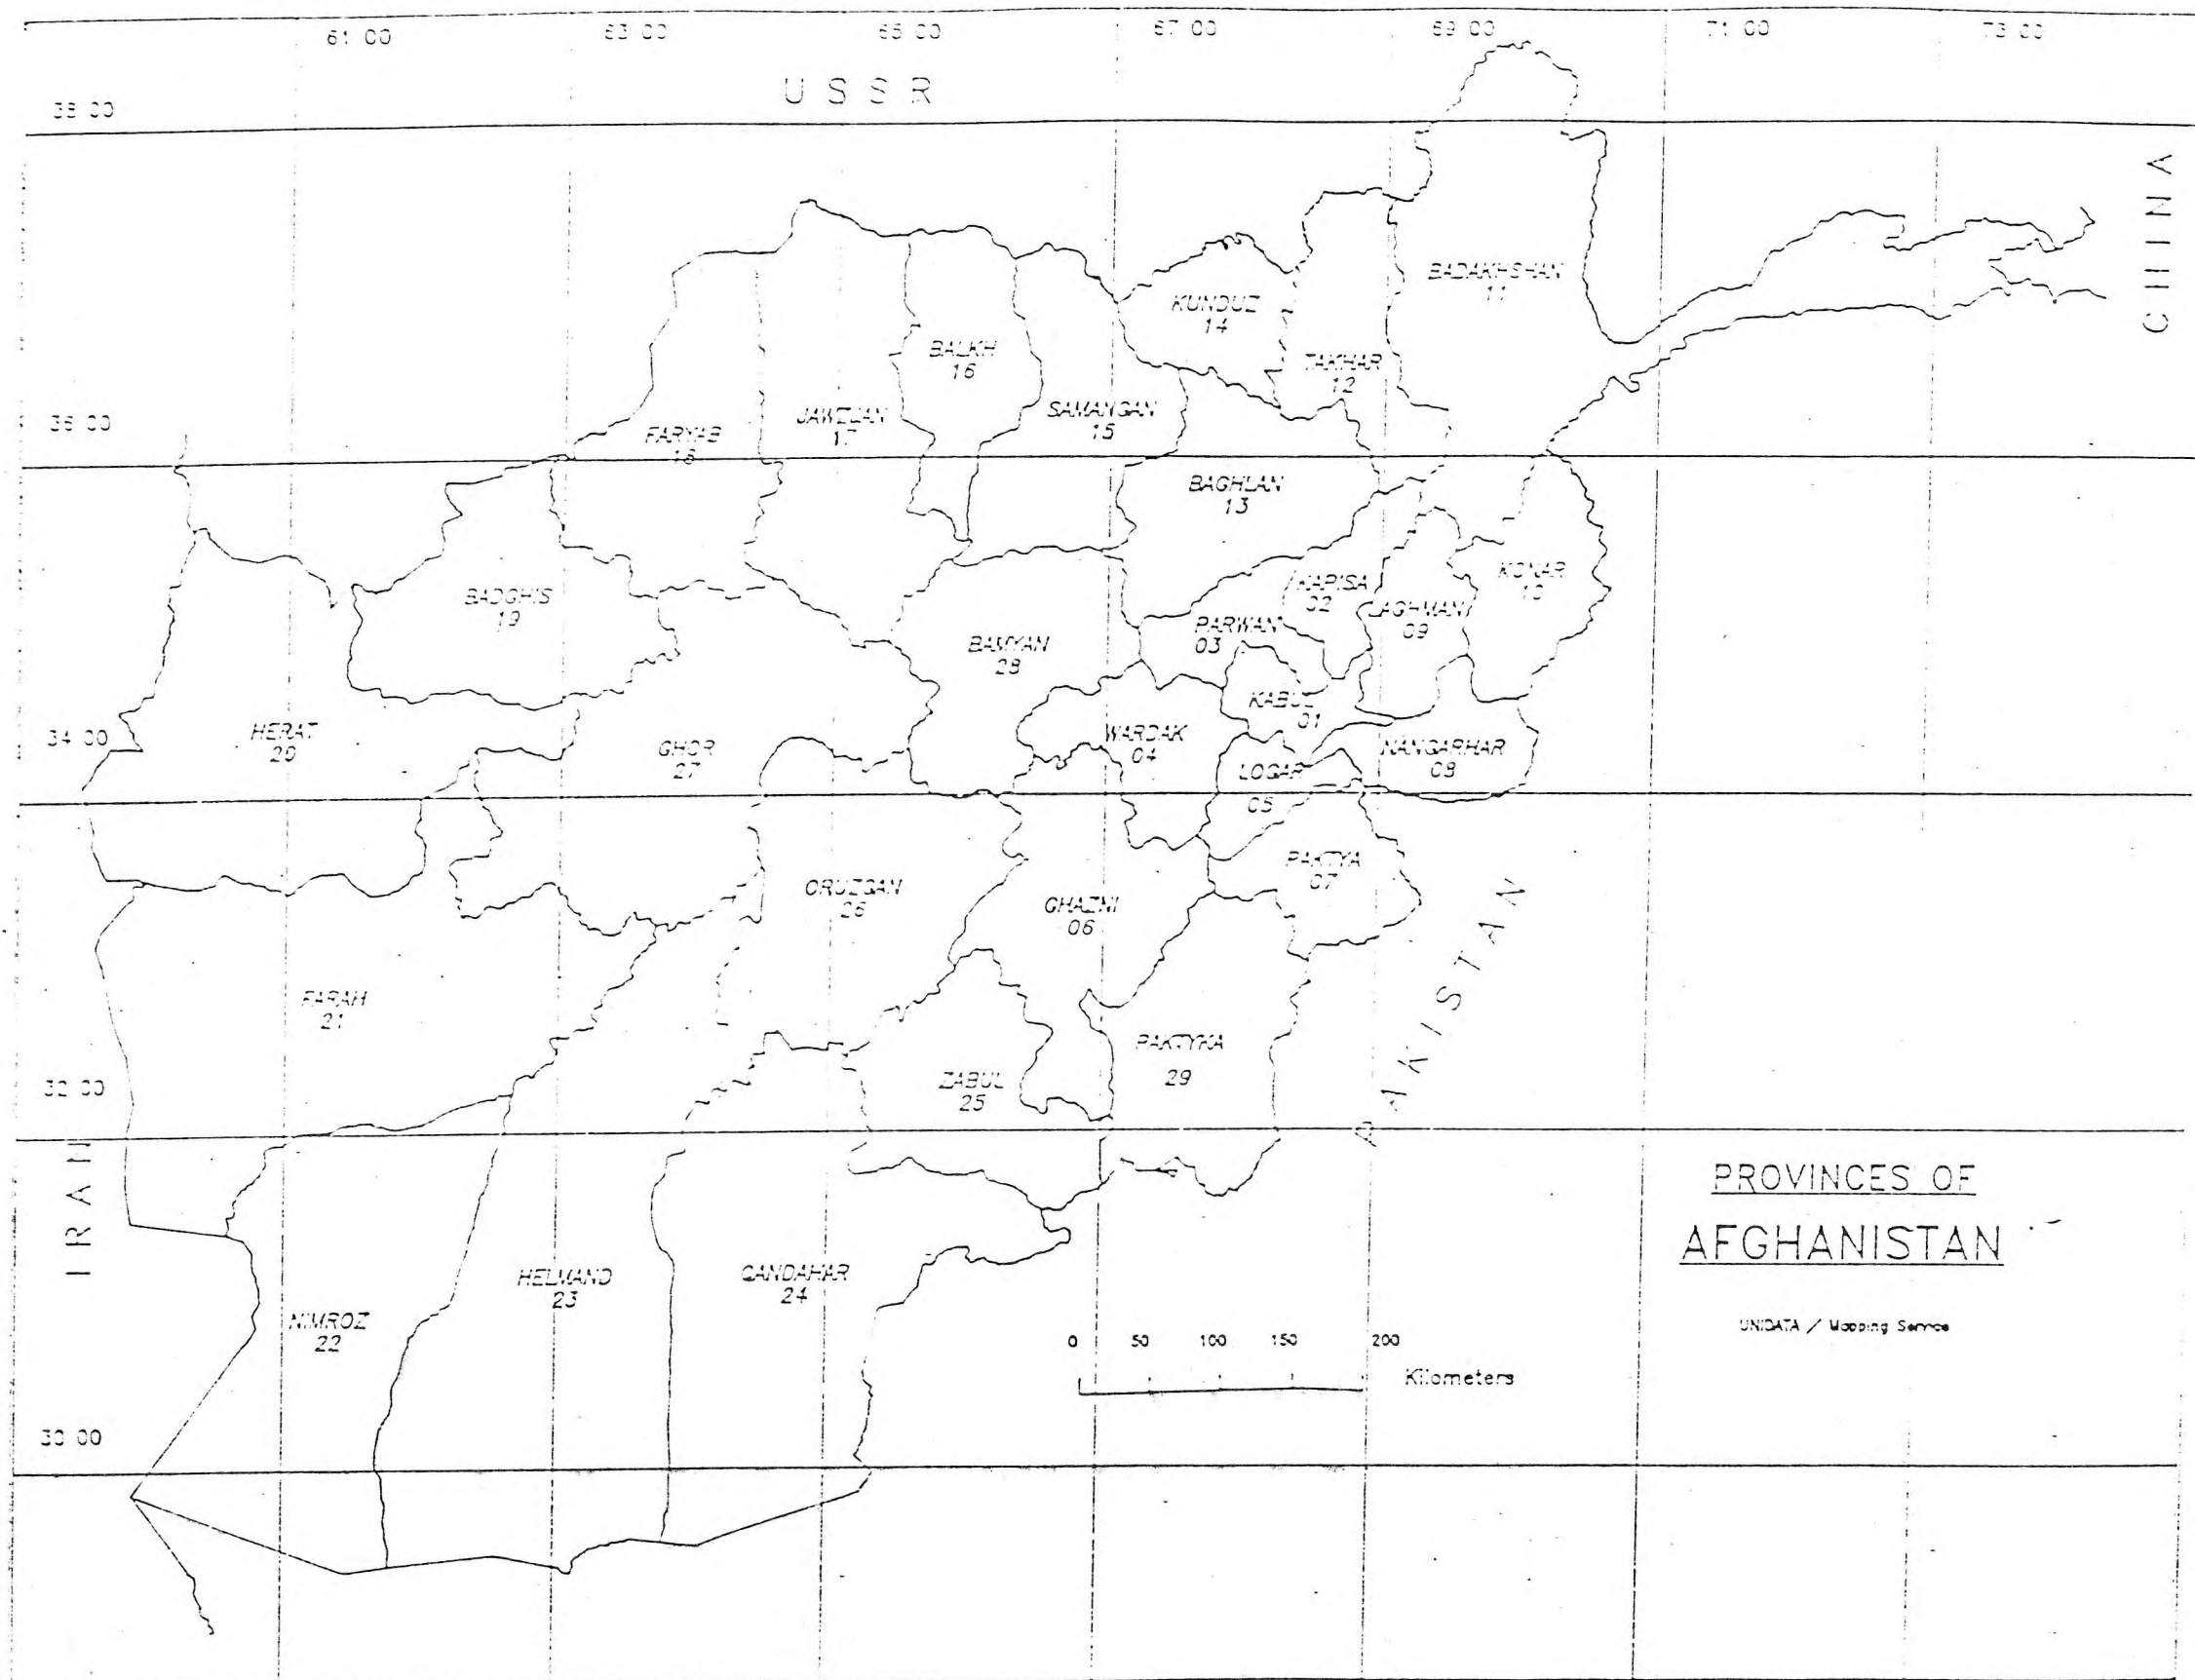 61 00
63 00
65 00
67 00
69 00
71 00
73 00
USSR
38 00
CHINA
BADAKHSHAN
11
KUNDUZ
14
BALKH
16
TAKHAR
12
SAMANGAN
15
JAWZJAN
17
36 00
FARYAB
18
BAGHLAN
13
KAPISA
02
KONAR
10
BADGHIS
19
LAGHMAN
09
PARWAN
03
BAMYAN
28
KABUL
01
34 00
HERAT
20
GHOR
27
WARDAK
04
NANGARHAR
08
LOGAR
05
PAKTYA
07
ORUZGAN
26
GHAZNI
06
PAKISTAN
FARAH
21
PAKTYKA
29
32 00
ZABUL
25
IRAN
PROVINCES OF
AFGHANISTAN
HELMAND
23
QANDAHAR
24
NIMROZ
22
UNIDATA / Mapping Service
0 50 100 150 200
Kilometers
30 00